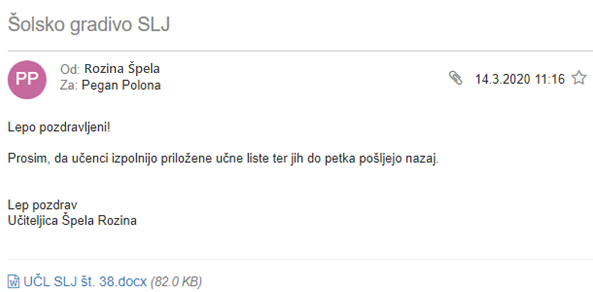 Šolsko gradivo SLJ
PP
Od: Rozina Špela
Za: Pegan Polona
14.3.2020 11:16
Lepo pozdravljeni!
Prosim, da učenci izpolnijo priložene učne liste ter jih do petka pošljejo nazaj.
Lep pozdrav
Učiteljica Špela Rozina
UČL SLJ št. 38.docx (82.0 KB)